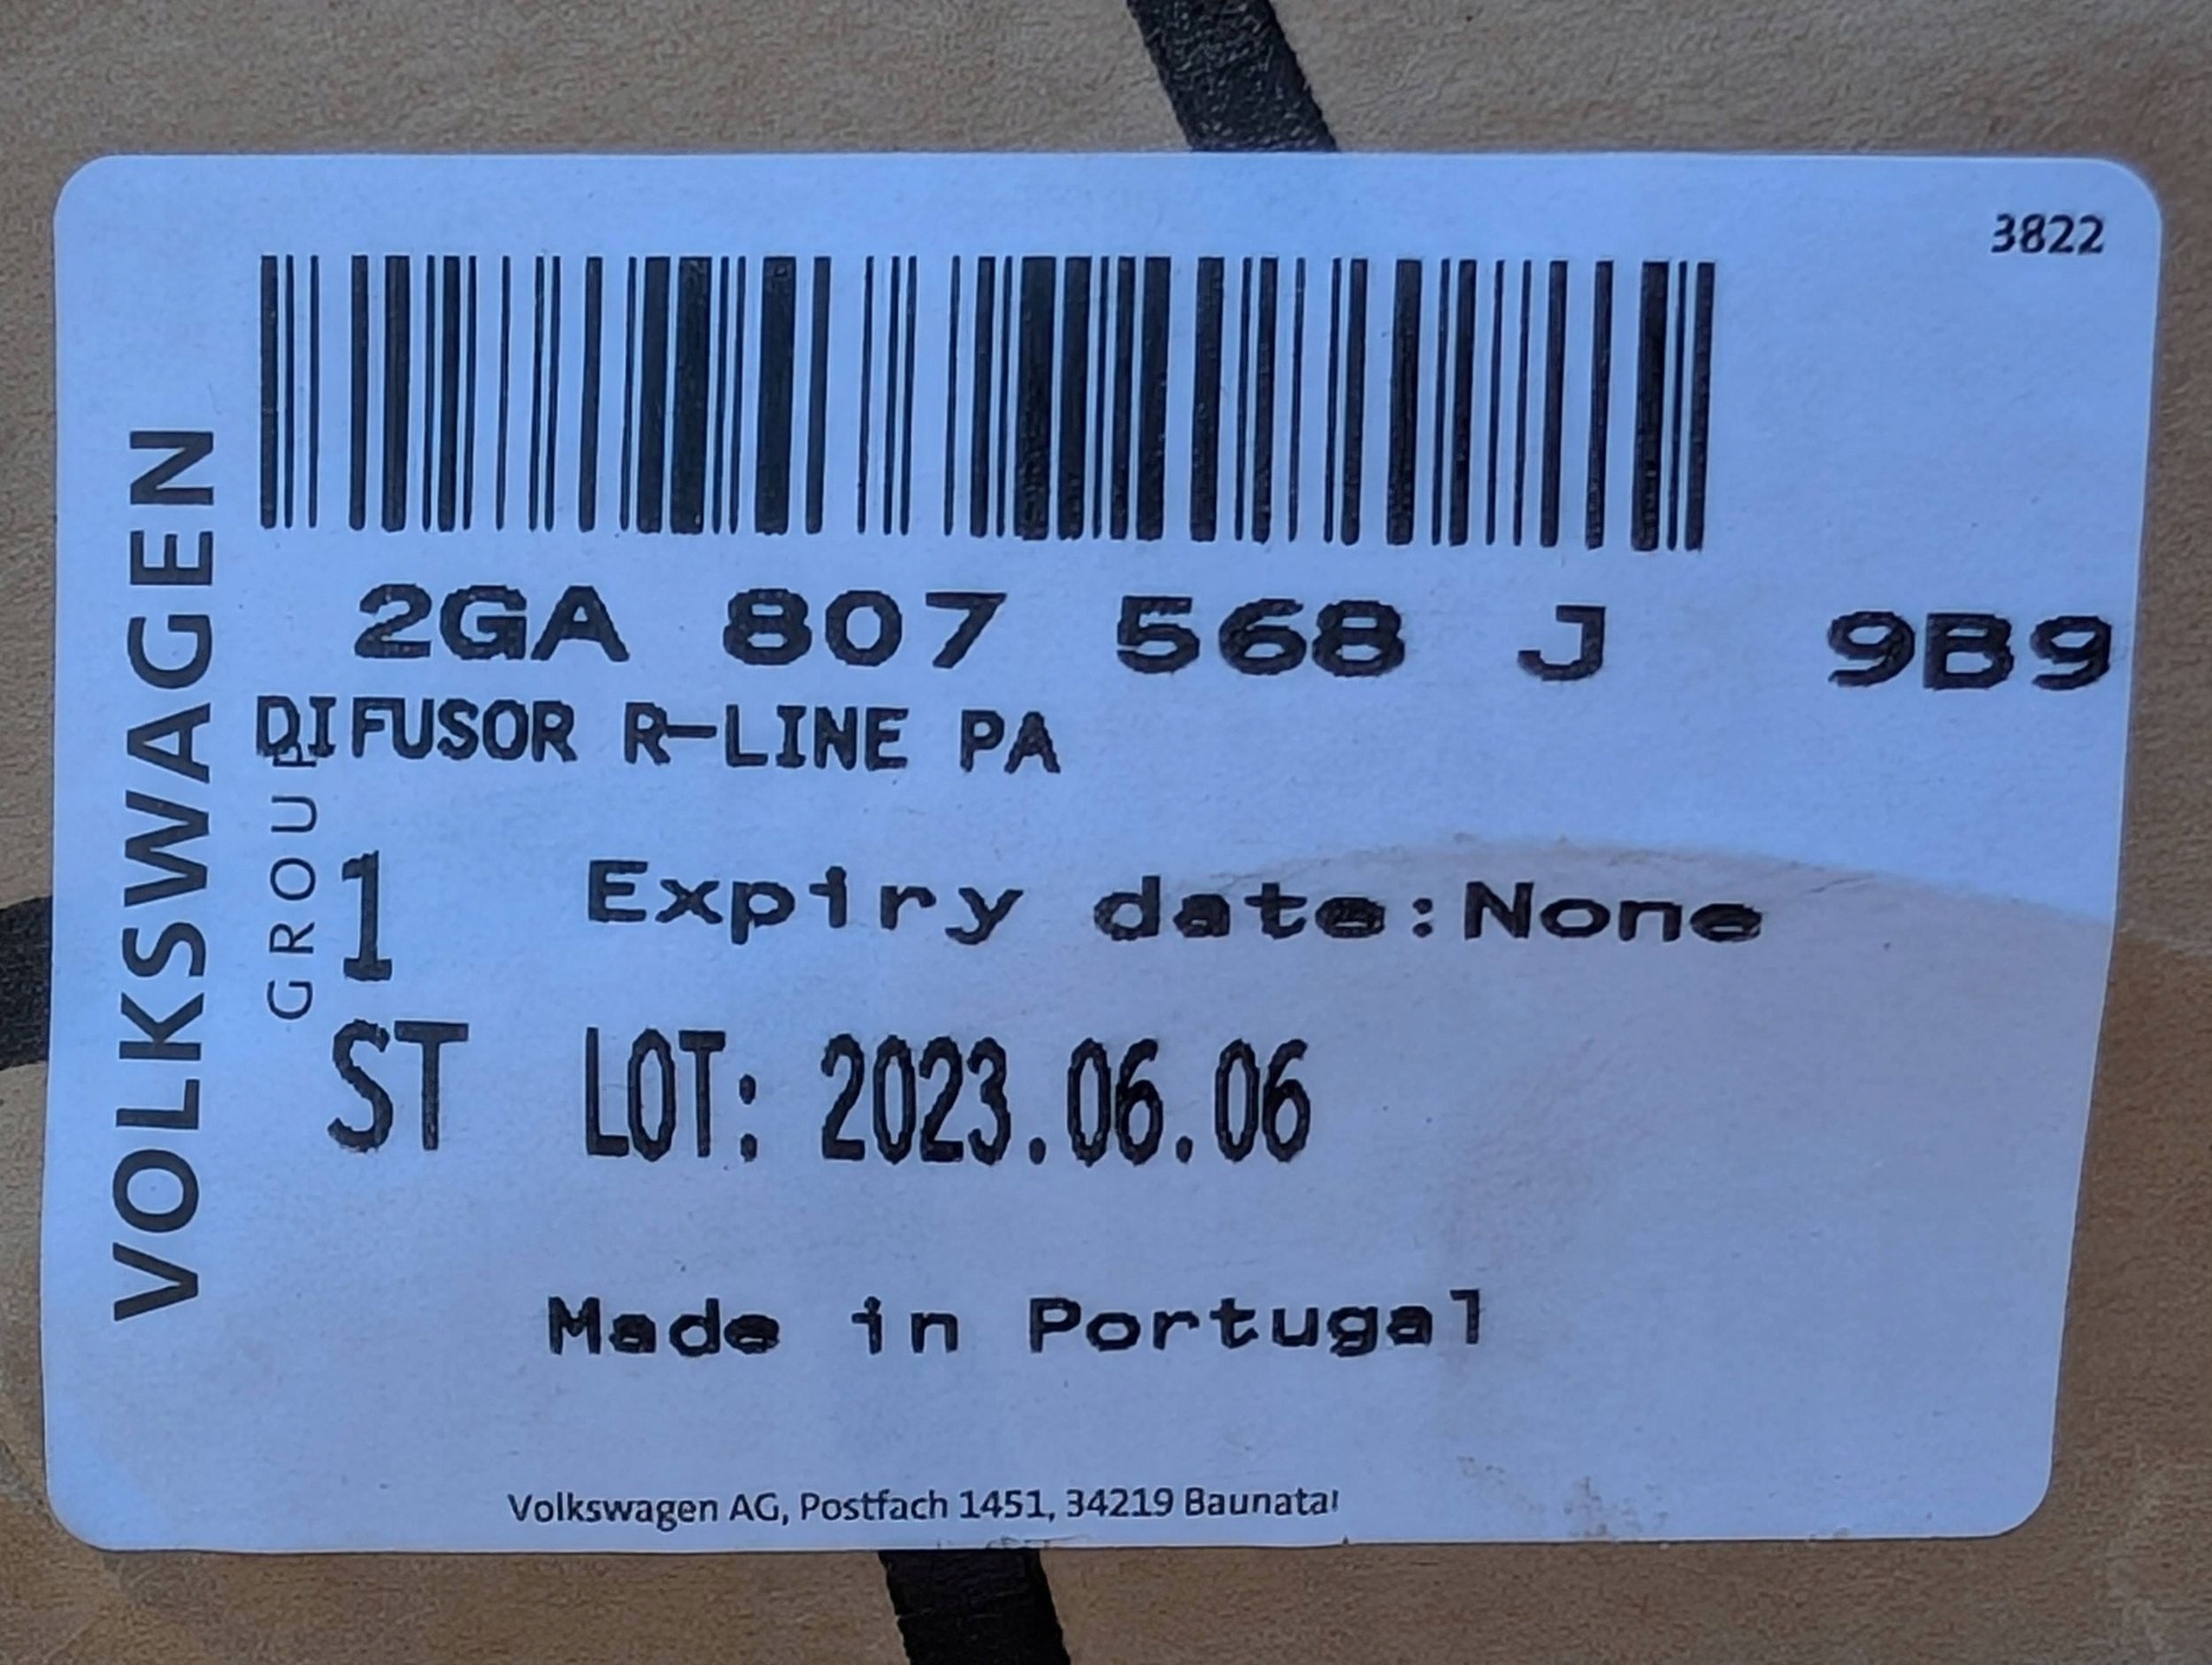 3822
VOLKSWAGEN
GROUP
2GA 807 568 J 9B9
DIFUSOR R-LINE PA
1 Expiry date:None
ST LOT: 2023.06.06
Made in Portugal
Volkswagen AG, Postfach 1451, 34219 Baunatal